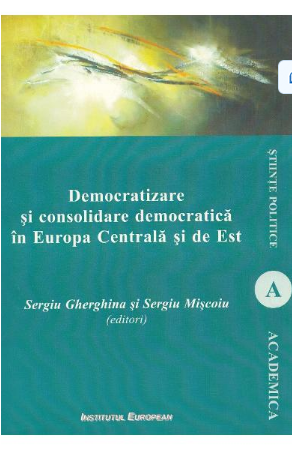 Democratizare
şi consolidare democratică
în Europa Centrală şi de Est
Sergiu Gherghina şi Sergiu Mişcoiu
(editori)
INSTITUTUL EUROPEAN
ŞTIINŢE POLITICE
A
ACADEMICA